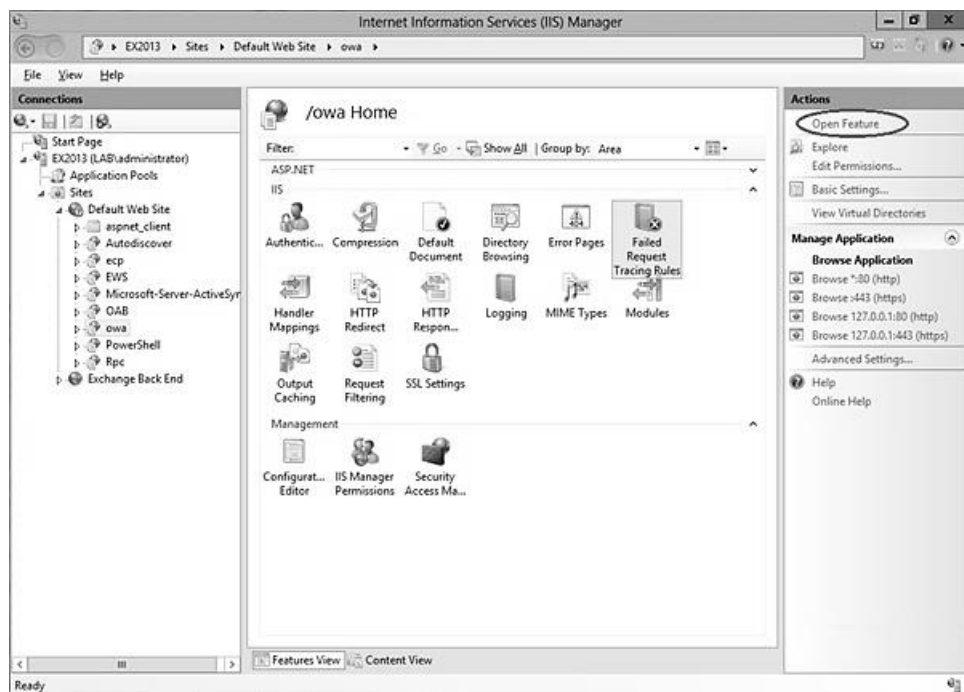 Internet Information Services (IIS) Manager
EX2013 Sites Default Web Site owa
File View Help
Connections
Start Page
EX2013 (LAB\administrator)
Application Pools
Sites
Default Web Site
aspnet_client
Autodiscover
ecp
EWS
Microsoft-Server-ActiveSyr
OAB
owa
PowerShell
Rpc
Exchange Back End
/owa Home
Filter: Go Show All Group by: Area
ASP.NET
IIS
Authentic... Compression Default Document Directory Browsing Error Pages Failed Request Tracing Rules
Handler Mappings HTTP Redirect HTTP Respon... Logging MIME Types Modules
Output Caching Request Filtering SSL Settings
Management
Configurat... Editor IIS Manager Permissions Security Access Ma...
Features View Content View
Actions
Open Feature
Explore
Edit Permissions...
Basic Settings...
View Virtual Directories
Manage Application
Browse Application
Browse *:80 (http)
Browse :443 (https)
Browse 127.0.0.1:80 (http)
Browse 127.0.0.1:443 (https)
Advanced Settings...
Help
Online Help
Ready